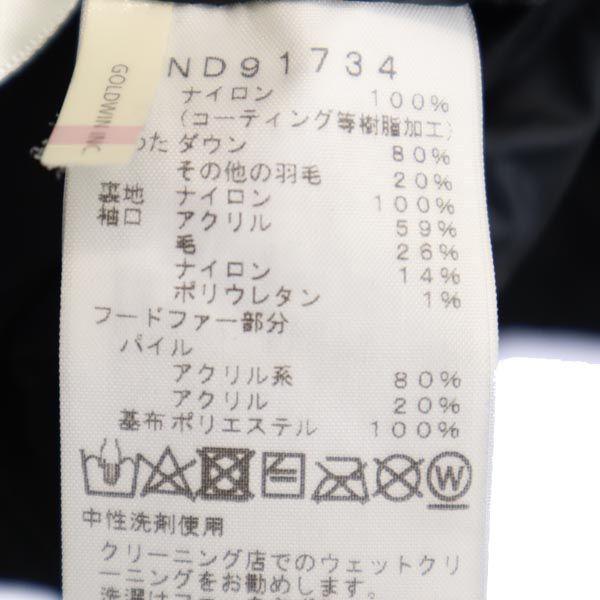 GOLDWIN INC
ND91734
ナイロン 100%
(コーティング等樹脂加工)
わた ダウン 80%
その他の羽毛 20%
裏地 ナイロン 100%
袖口 アクリル 59%
毛 26%
ナイロン 14%
ポリウレタン 1%
フードファー部分
パイル
アクリル系 80%
アクリル 20%
基布 ポリエステル 100%
W
中性洗剤使用
クリーニング店でのウェットクリ
ーニングをお勧めします。